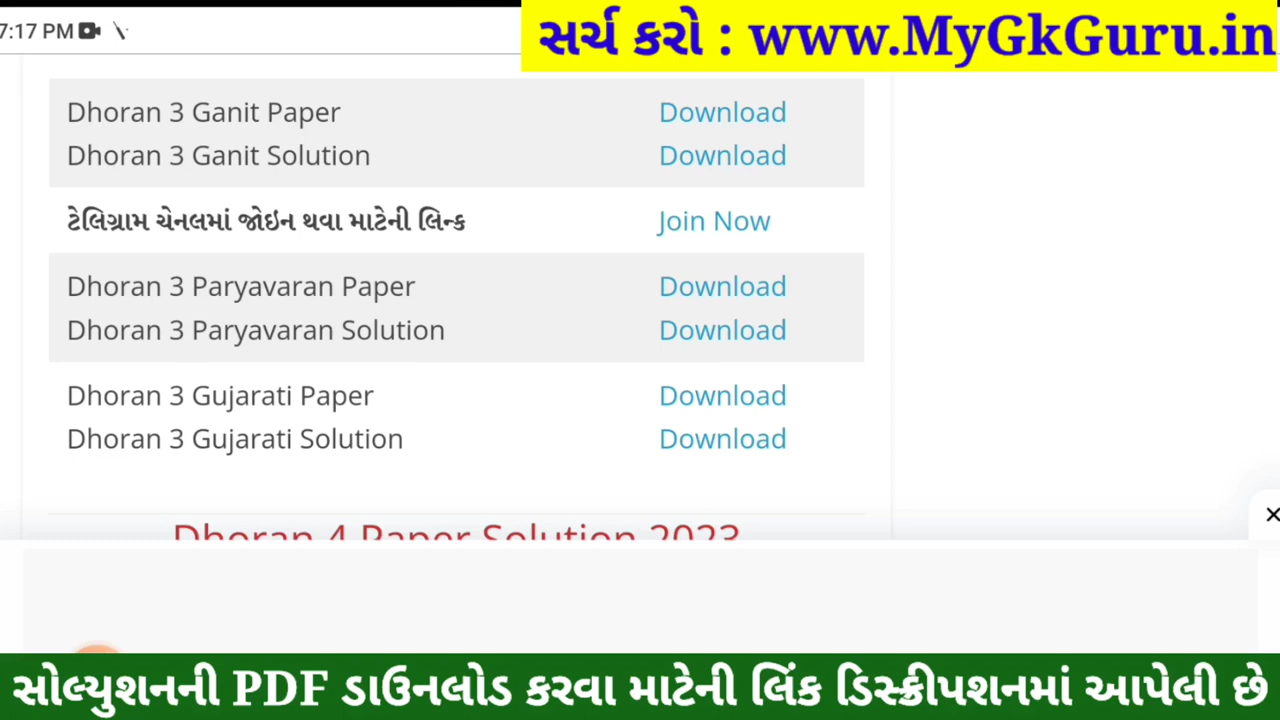 7:17 PM
સર્ચ કરો : www.MyGkGuru.in
Dhoran 3 Ganit Paper Download
Dhoran 3 Ganit Solution Download
ટેલિગ્રામ ચેનલમાં જોઇન થવા માટેની લિન્ક Join Now
Dhoran 3 Paryavaran Paper Download
Dhoran 3 Paryavaran Solution Download
Dhoran 3 Gujarati Paper Download
Dhoran 3 Gujarati Solution Download
Dhoran 4 Paper Solution 2023
સોલ્યુશનની PDF ડાઉનલોડ કરવા માટેની લિંક ડિસ્ક્રીપશનમાં આપેલી છે